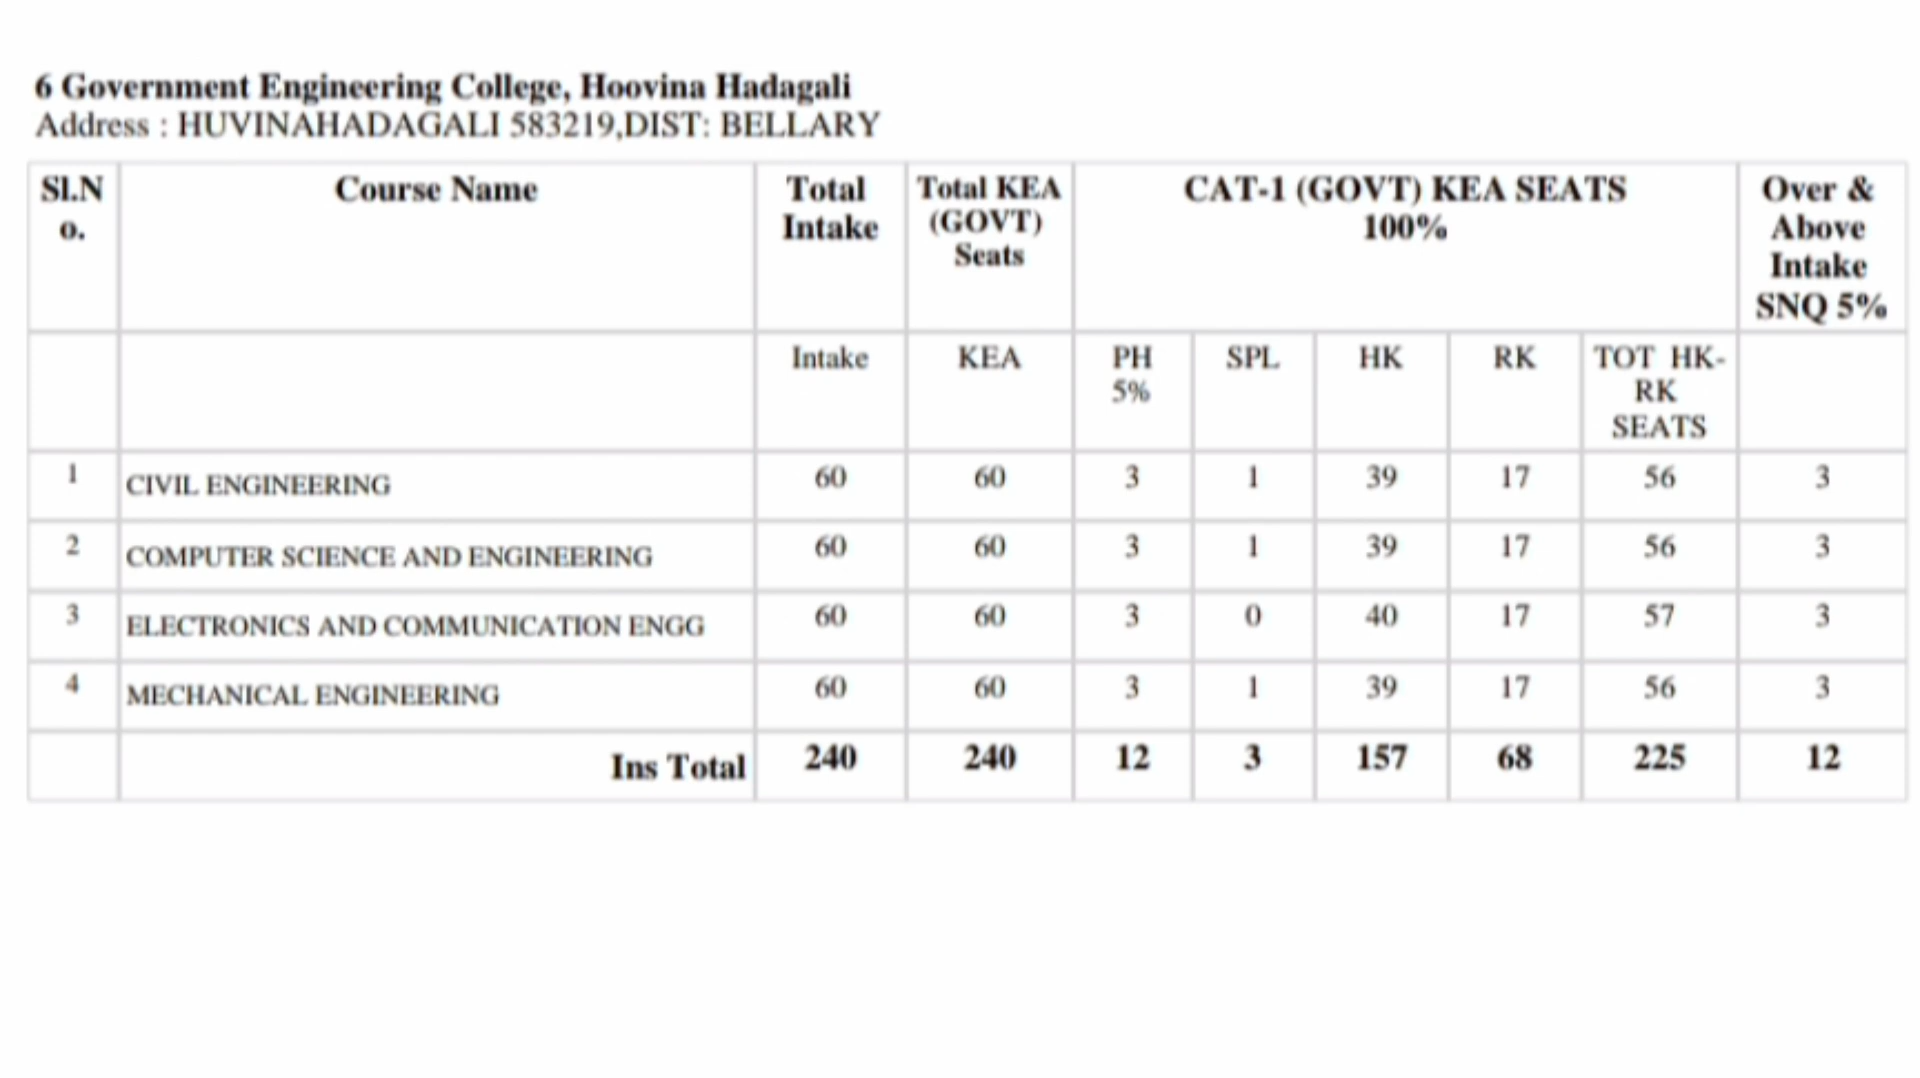 6 Government Engineering College, Hoovina Hadagali
Address : HUVINAHADAGALI 583219,DIST: BELLARY
Sl.N
o.
Course Name
Total
Intake
Total KEA
(GOVT)
Seats
CAT-1 (GOVT) KEA SEATS
100%
Over &
Above
Intake
SNQ 5%
Intake KEA PH
5%
SPL HK RK TOT HK-
RK
SEATS
1 CIVIL ENGINEERING 60 60 3 1 39 17 56 3
2 COMPUTER SCIENCE AND ENGINEERING 60 60 3 1 39 17 56 3
3 ELECTRONICS AND COMMUNICATION ENGG 60 60 3 0 40 17 57 3
4 MECHANICAL ENGINEERING 60 60 3 1 39 17 56 3
Ins Total 240 240 12 3 157 68 225 12